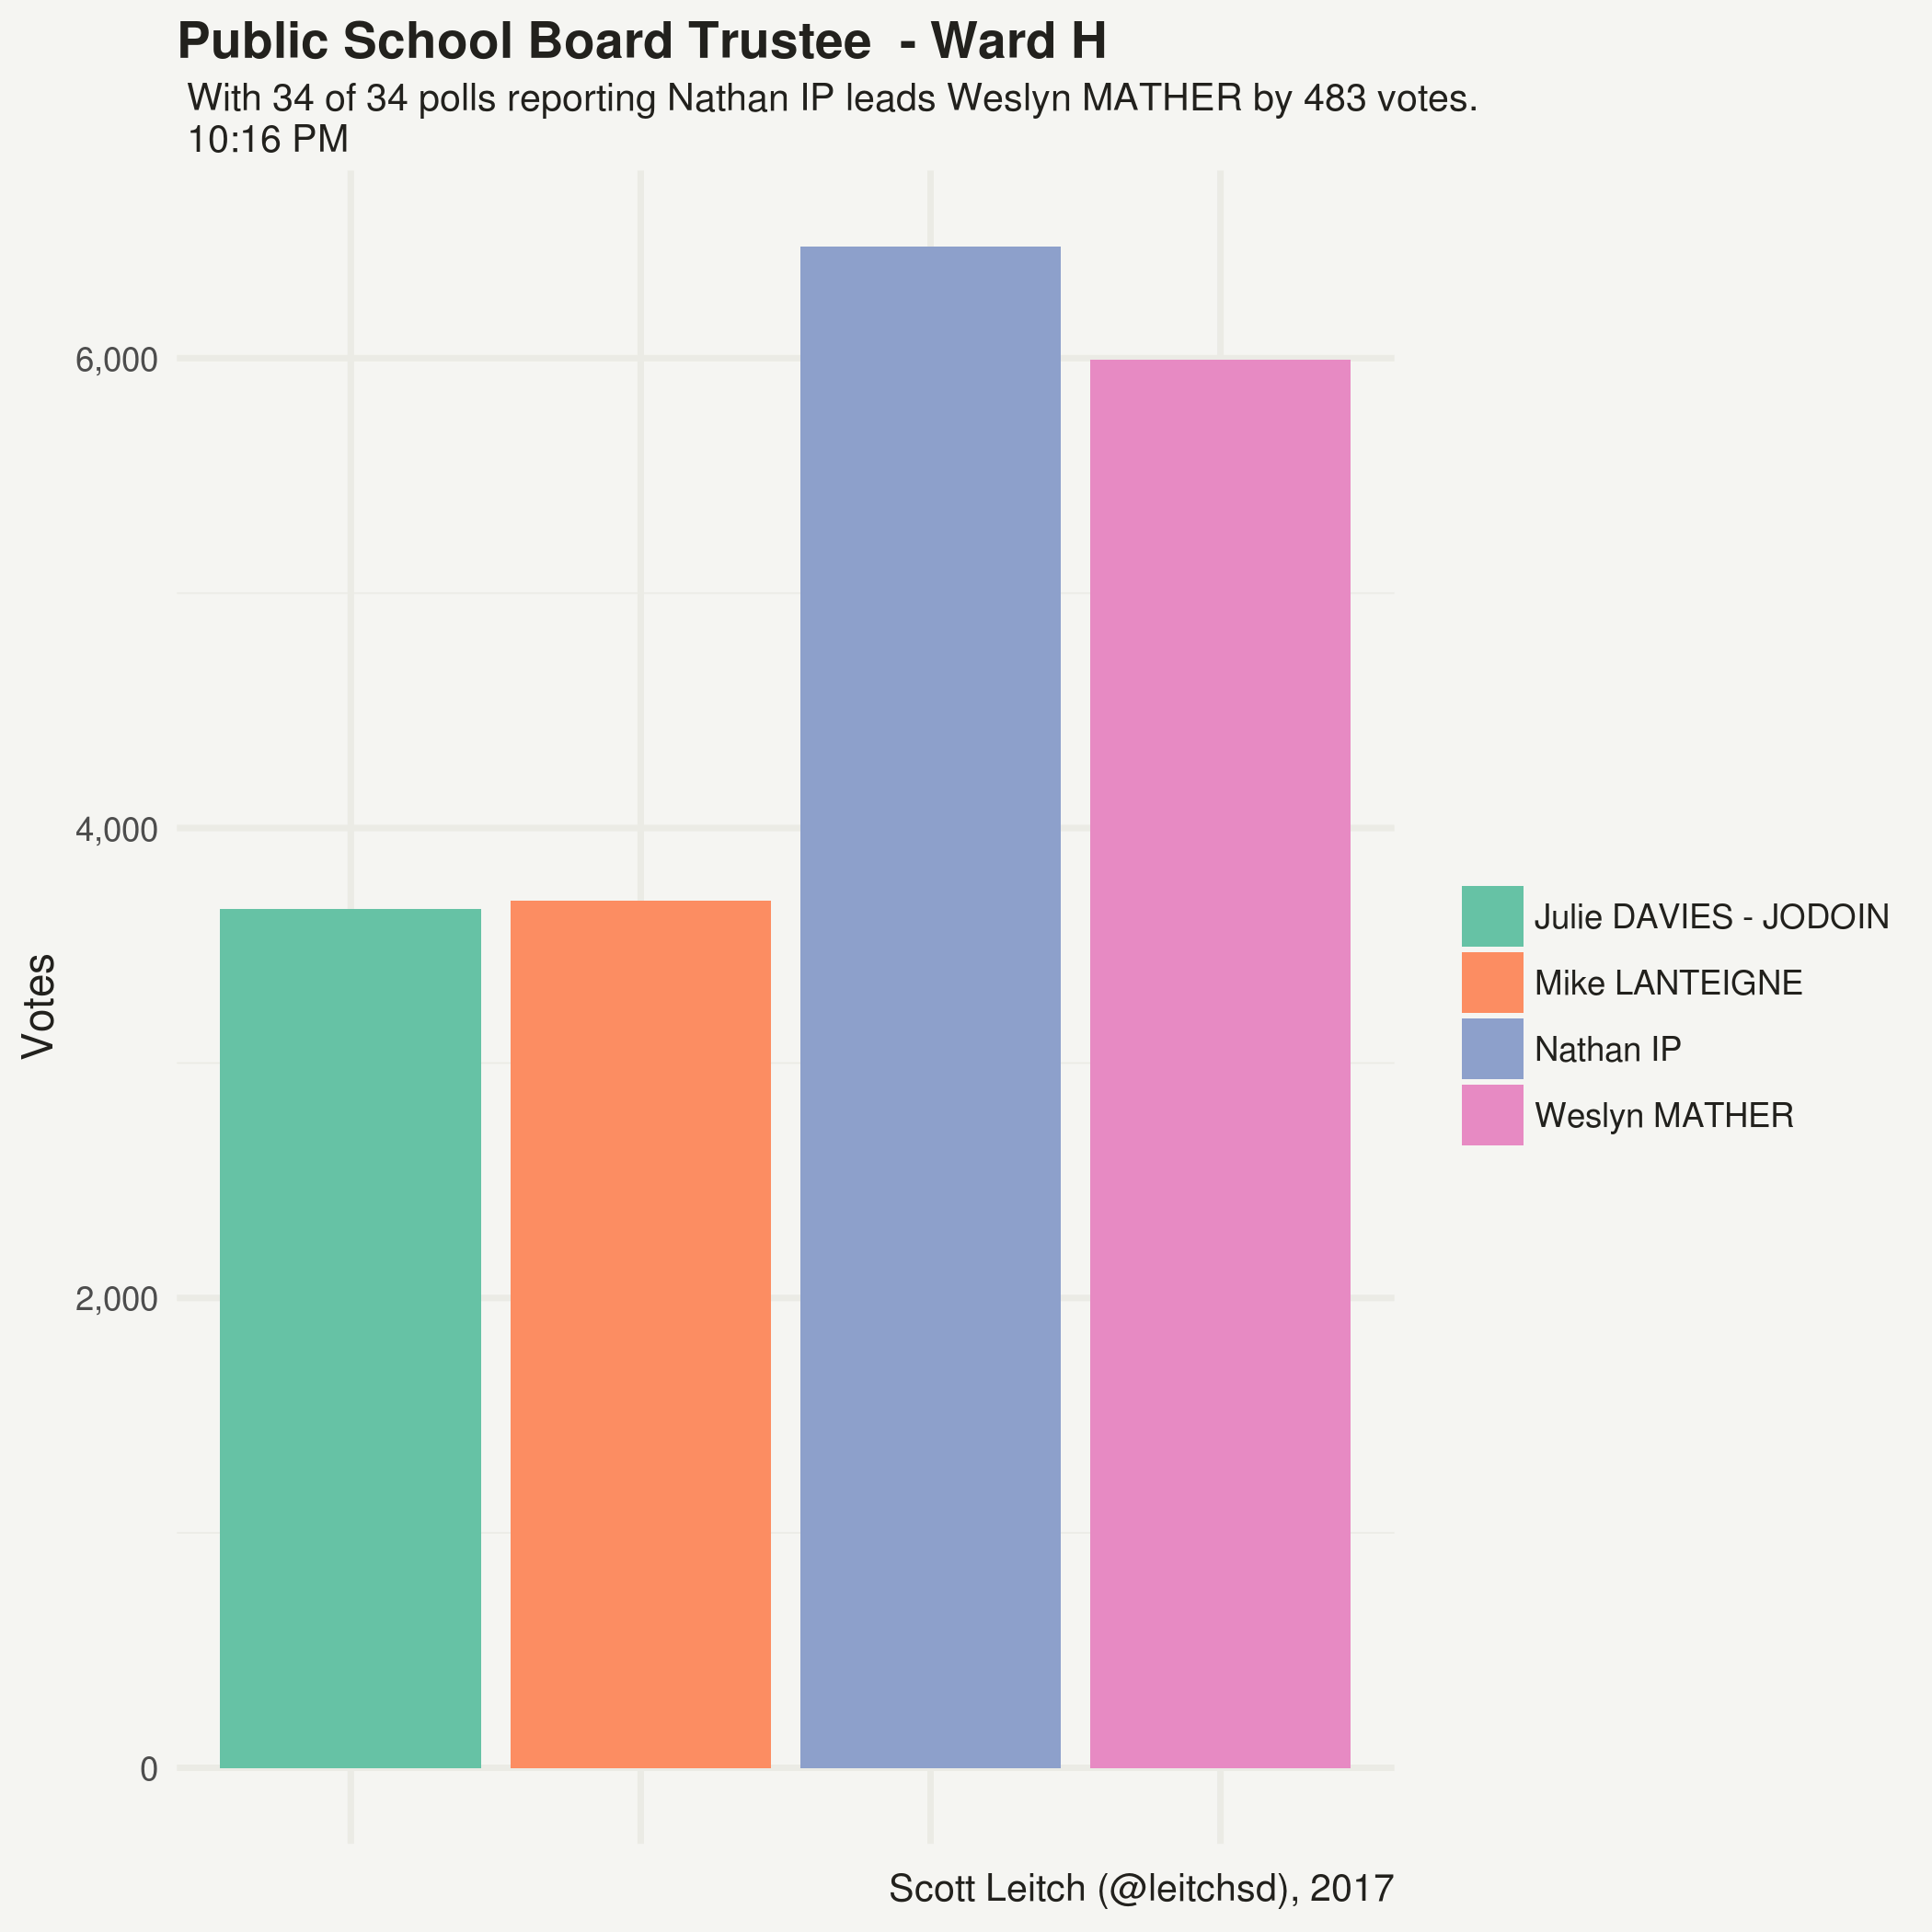 Public School Board Trustee  - Ward H
With 34 of 34 polls reporting Nathan IP leads Weslyn MATHER by 483 votes.
10:16 PM
6,000
4,000
2,000
0
Votes
Julie DAVIES - JODOIN
Mike LANTEIGNE
Nathan IP
Weslyn MATHER
Scott Leitch (@leitchsd), 2017